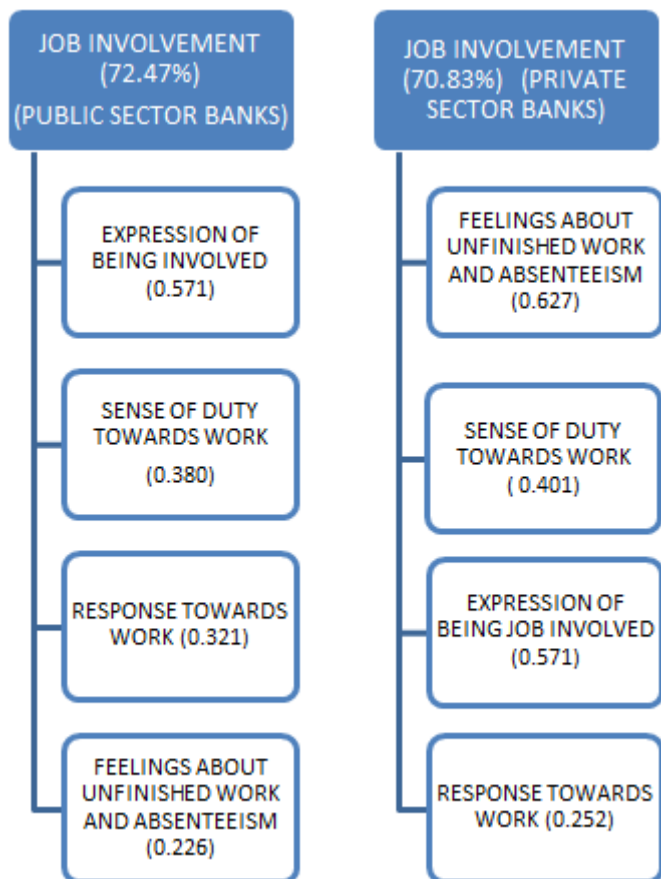 JOB INVOLVEMENT
(72.47%)
(PUBLIC SECTOR BANKS)
EXPRESSION OF
BEING INVOLVED
(0.571)
SENSE OF DUTY
TOWARDS WORK
(0.380)
RESPONSE TOWARDS
WORK (0.321)
FEELINGS ABOUT
UNFINISHED WORK
AND ABSENTEEISM
(0.226)
JOB INVOLVEMENT
(70.83%) (PRIVATE
SECTOR BANKS)
FEELINGS ABOUT
UNFINISHED WORK
AND ABSENTEEISM
(0.627)
SENSE OF DUTY
TOWARDS WORK
( 0.401)
EXPRESSION OF
BEING JOB INVOLVED
(0.571)
RESPONSE TOWARDS
WORK (0.252)